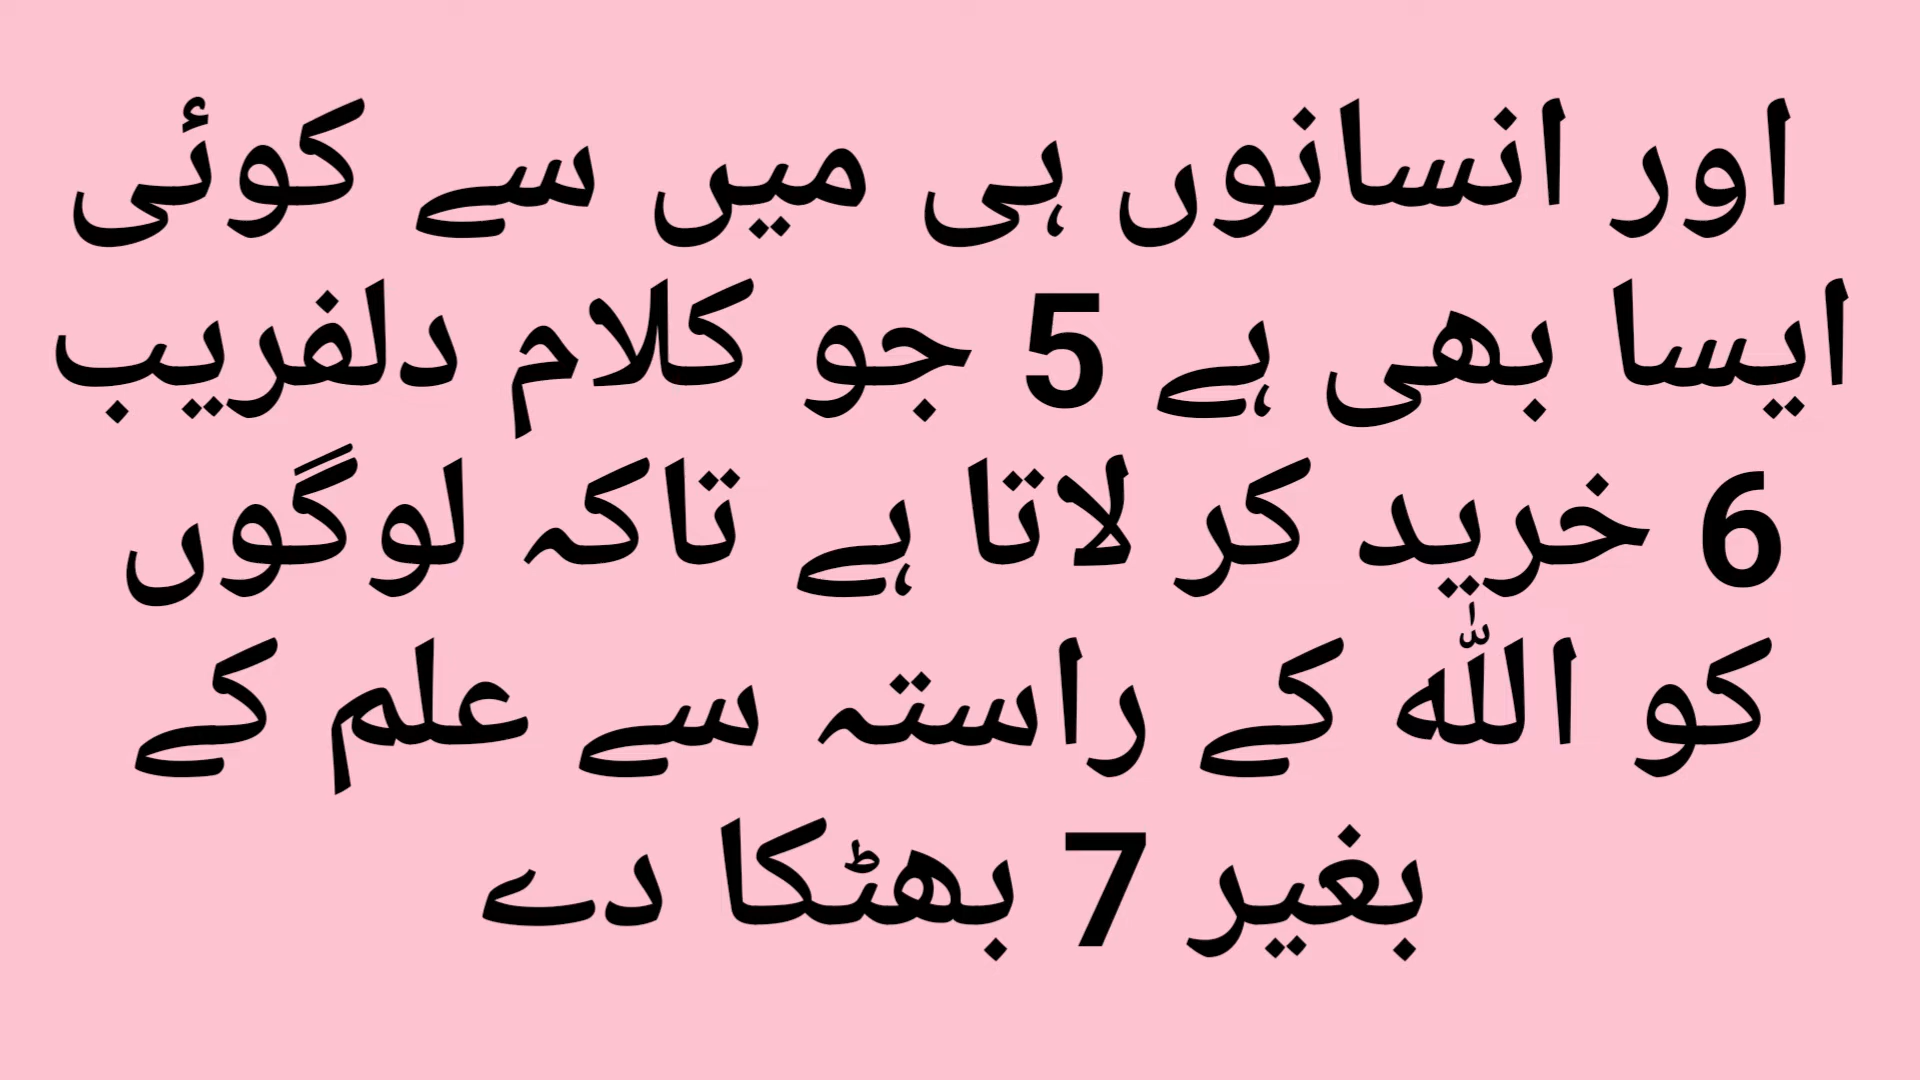 اور انسانوں ہی میں سے کوئی
ایسا بھی ہے 5 جو کلام دلفریب
6 خرید کر لاتا ہے تاکہ لوگوں
کو اللہ کے راستہ سے علم کے
بغیر 7 بھٹکا دے